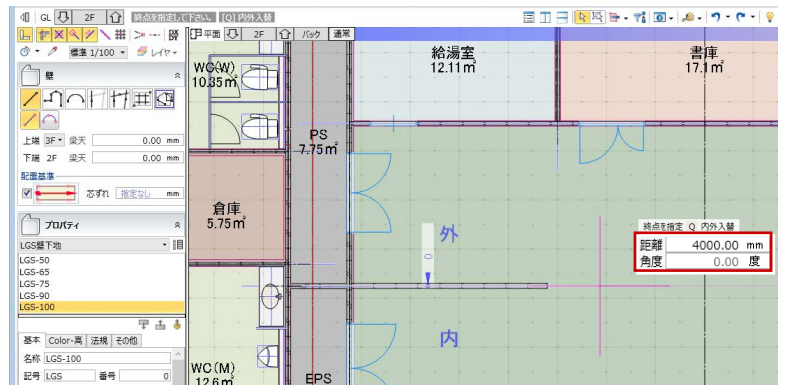 GL 2F 終点を指定して下さい。 [Q] 内外入替
標準 1/100 レイヤ
平面 2F バック 通常
壁
上端 3F 梁天 0.00 mm
下端 2F 梁天 0.00 mm
配置基準
芯ずれ 指定なし mm
プロパティ
LGS壁下地
LGS-50
LGS-65
LGS-75
LGS-90
LGS-100
基本 Color・高 法規 その他
名称 LGS-100
記号 LGS 番号 0
WC(W)
10.35㎡
給湯室
12.11㎡
書庫
17.1㎡
PS
7.75㎡
倉庫
5.75㎡
外
0
内
終点を指定 Q 内外入替
距離 4000.00 mm
角度 0.00 度
WC(M)
12.6㎡
EPS